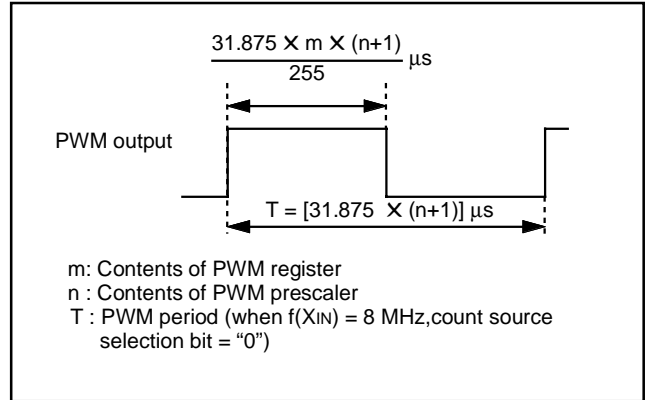 31.875 X m X (n+1)
255
μs
PWM output
T = [31.875 X (n+1)] μs
m: Contents of PWM register
n : Contents of PWM prescaler
T : PWM period (when f(XIN) = 8 MHz,count source
selection bit = “0”)